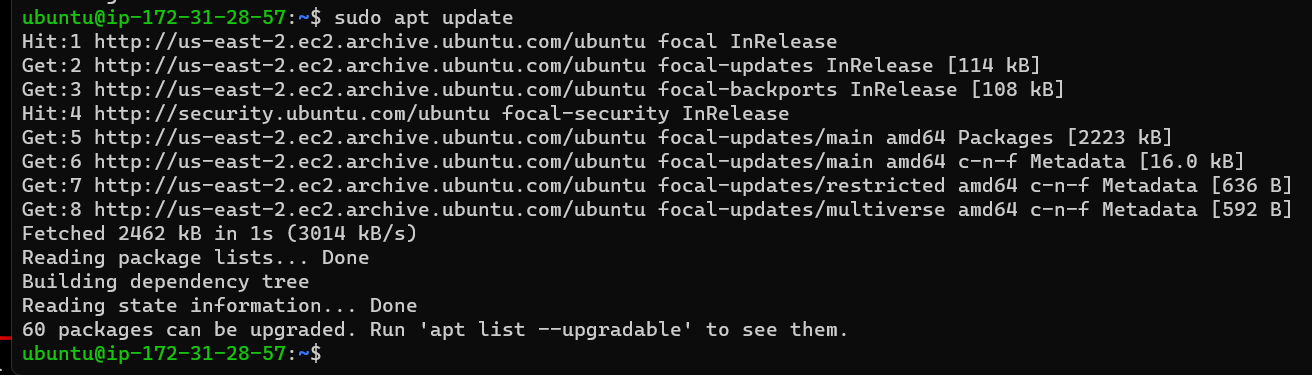 ubuntu@ip-172-31-28-57:~$ sudo apt update
Hit:1 http://us-east-2.ec2.archive.ubuntu.com/ubuntu focal InRelease
Get:2 http://us-east-2.ec2.archive.ubuntu.com/ubuntu focal-updates InRelease [114 kB]
Get:3 http://us-east-2.ec2.archive.ubuntu.com/ubuntu focal-backports InRelease [108 kB]
Hit:4 http://security.ubuntu.com/ubuntu focal-security InRelease
Get:5 http://us-east-2.ec2.archive.ubuntu.com/ubuntu focal-updates/main amd64 Packages [2223 kB]
Get:6 http://us-east-2.ec2.archive.ubuntu.com/ubuntu focal-updates/main amd64 c-n-f Metadata [16.0 kB]
Get:7 http://us-east-2.ec2.archive.ubuntu.com/ubuntu focal-updates/restricted amd64 c-n-f Metadata [636 B]
Get:8 http://us-east-2.ec2.archive.ubuntu.com/ubuntu focal-updates/multiverse amd64 c-n-f Metadata [592 B]
Fetched 2462 kB in 1s (3014 kB/s)
Reading package lists... Done
Building dependency tree
Reading state information... Done
60 packages can be upgraded. Run 'apt list --upgradable' to see them.
ubuntu@ip-172-31-28-57:~$